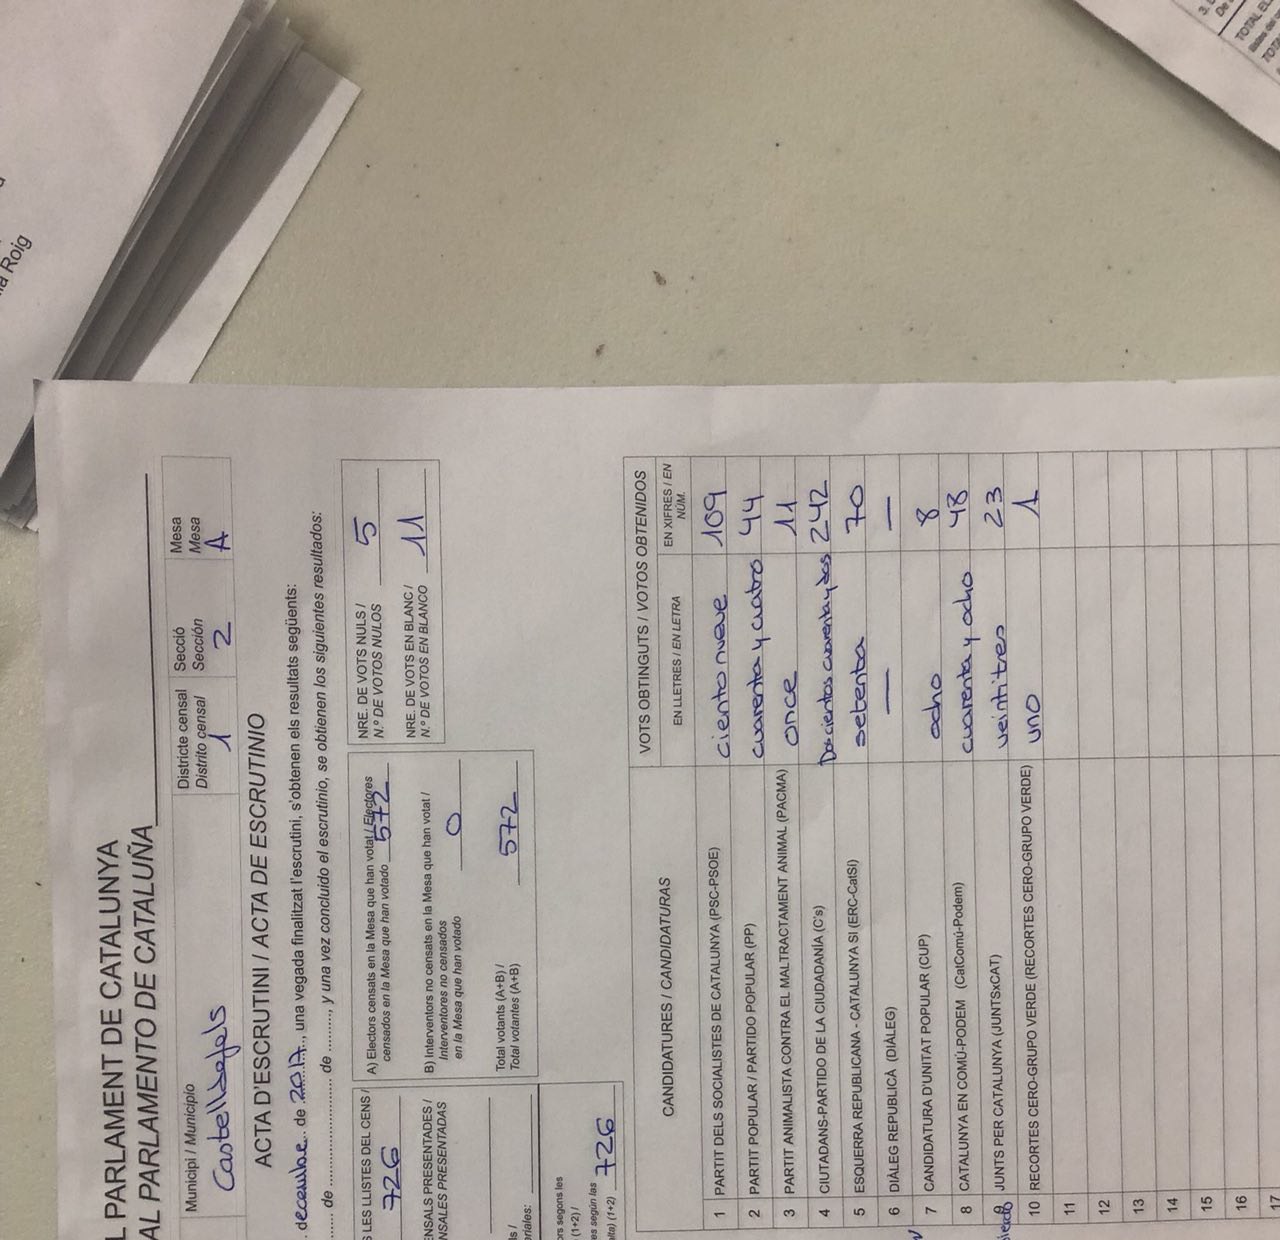 a Roig
L PARLAMENT DE CATALUNYA
AL PARLAMENTO DE CATALUÑA
Municipi / Municipio
Castelldefels
Districte censal
Distrito censal
1
Secció
Sección
2
Mesa
Mesa
A
ACTA D'ESCRUTINI / ACTA DE ESCRUTINIO
decembre de 2017, una vegada finalitzat l'escrutini, s'obtenen els resultats següents:
de de , y una vez concluido el escrutinio, se obtienen los siguientes resultados:
LES LLISTES DEL CENS /
726
A) Electors censats en la Mesa que han votat / Electores
censados en la Mesa que han votado 572
B) Interventors no censats en la Mesa que han votat /
Interventores no censados
en la Mesa que han votado 0
Total votants (A+B) /
Total votantes (A+B) 572
NRE. DE VOTS NULS /
N.º DE VOTOS NULOS 5
NRE. DE VOTS EN BLANC /
N.º DE VOTOS EN BLANCO 11
ENSALS PRESENTADES /
NSALES PRESENTADAS
ors segons les
(1+2) /
es según las
(1+2) 726
CANDIDATURES / CANDIDATURAS
VOTS OBTINGUTS / VOTOS OBTENIDOS
EN LLETRES / EN LETRA
EN XIFRES / EN NÚM.
1 PARTIT DELS SOCIALISTES DE CATALUNYA (PSC-PSOE) ciento nueve 109
2 PARTIT POPULAR / PARTIDO POPULAR (PP) cuarenta y cuatro 44
3 PARTIT ANIMALISTA CONTRA EL MALTRACTAMENT ANIMAL (PACMA) once 11
4 CIUTADANS-PARTIDO DE LA CIUDADANÍA (C's) Doscientos cuarenta y dos 242
5 ESQUERRA REPUBLICANA - CATALUNYA SÍ (ERC-CatSí) setenta 70
6 DIÀLEG REPUBLICÀ (DIÀLEG) — —
7 CANDIDATURA D'UNITAT POPULAR (CUP) ocho 8
8 CATALUNYA EN COMÚ-PODEM (CatComú-Podem) cuarenta y ocho 48
9 JUNTS PER CATALUNYA (JUNTSxCAT) veintitres 23
10 RECORTES CERO-GRUPO VERDE (RECORTES CERO-GRUPO VERDE) uno 1
11
12
13
14
15
16
17
TOTAL EL